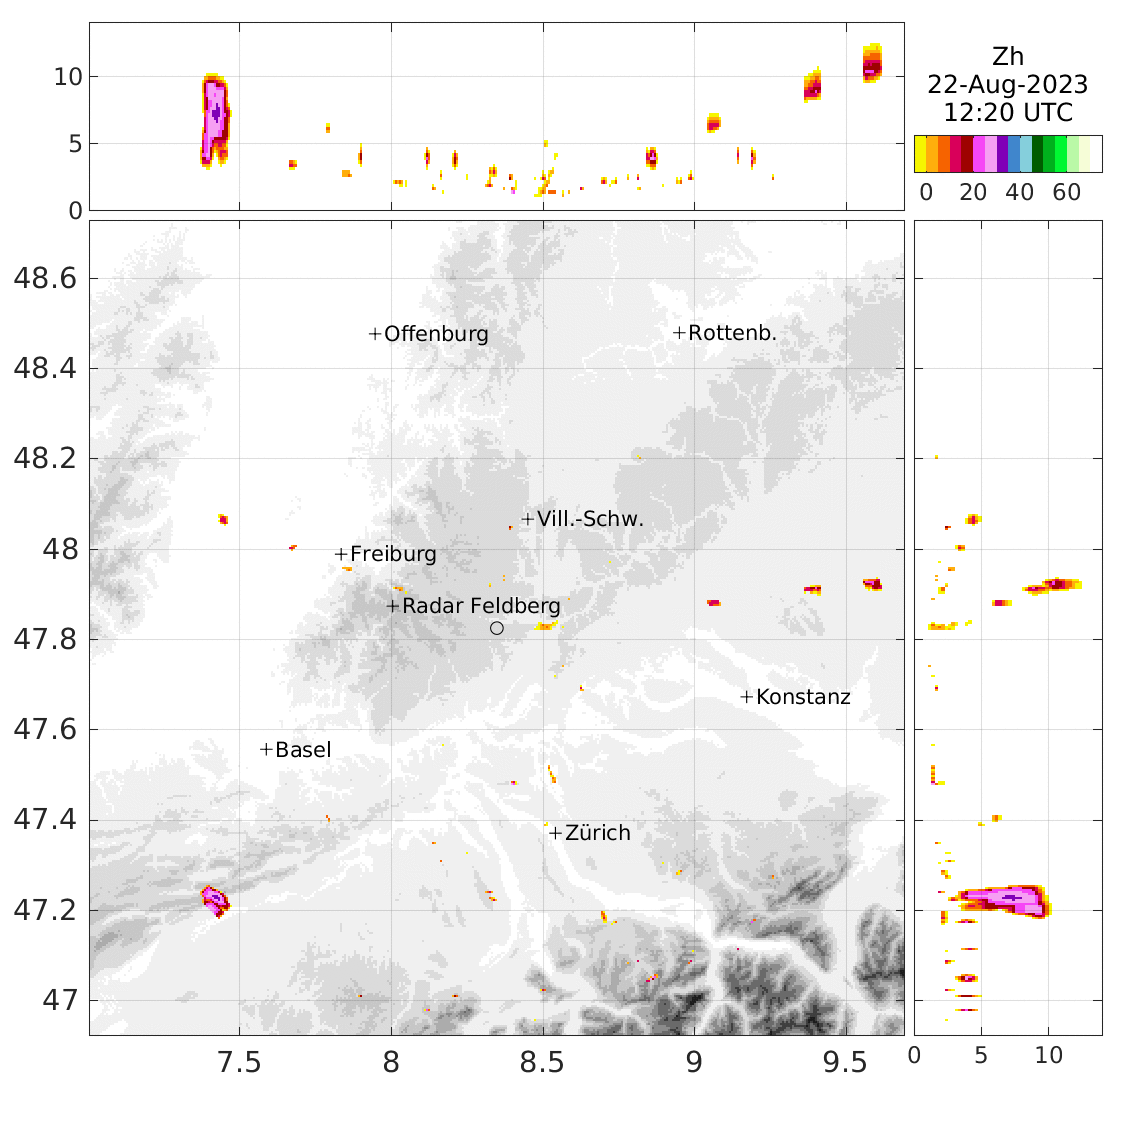 Zh
22-Aug-2023
12:20 UTC
0 20 40 60
10
5
0
48.6
48.4
48.2
48
47.8
47.6
47.4
47.2
47
Offenburg
Rottenb.
Vill.-Schw.
Freiburg
Radar Feldberg
Konstanz
Basel
Zürich
7.5 8 8.5 9 9.5
0 5 10